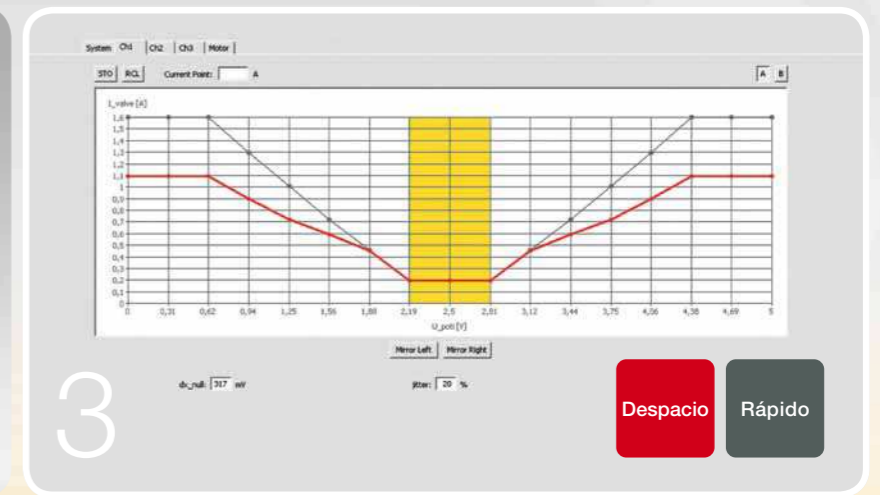 System Ch1 Ch2 Ch3 Motor
STO RCL Current Point: A A B
I_valve [A]
1,6
1,5
1,4
1,3
1,2
1,1
1
0,9
0,8
0,7
0,6
0,5
0,4
0,3
0,2
0,1
0
0 0,31 0,62 0,94 1,25 1,56 1,88 2,19 2,5 2,81 3,12 3,44 3,75 4,06 4,38 4,69 5
U_poti [V]
Mirror Left Mirror Right
dx_null: 317 mV jitter: 20 %
3
Despacio Rápido